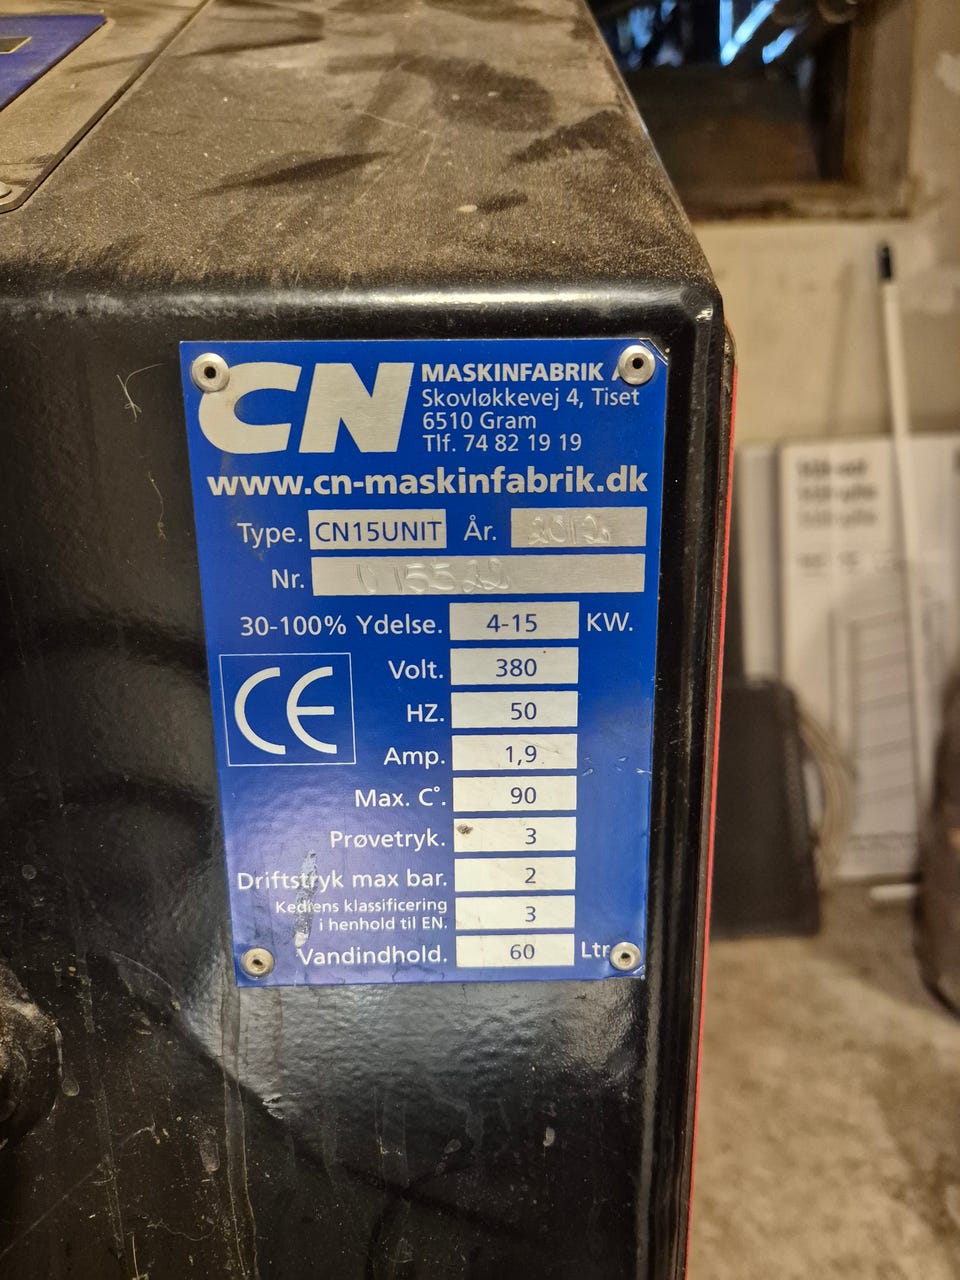 CN
MASKINFABRIK
Skovløkkevej 4, Tiset
6510 Gram
Tlf. 74 82 19 19
www.cn-maskinfabrik.dk
Type. CN15UNIT År.
Nr.
30-100% Ydelse. 4-15 KW.
CE
Volt. 380
HZ. 50
Amp. 1,9
Max. C°. 90
Prøvetryk. 3
Driftstryk max bar. 2
Kedlens klassificering
i henhold til EN. 3
Vandindhold. 60 Ltr